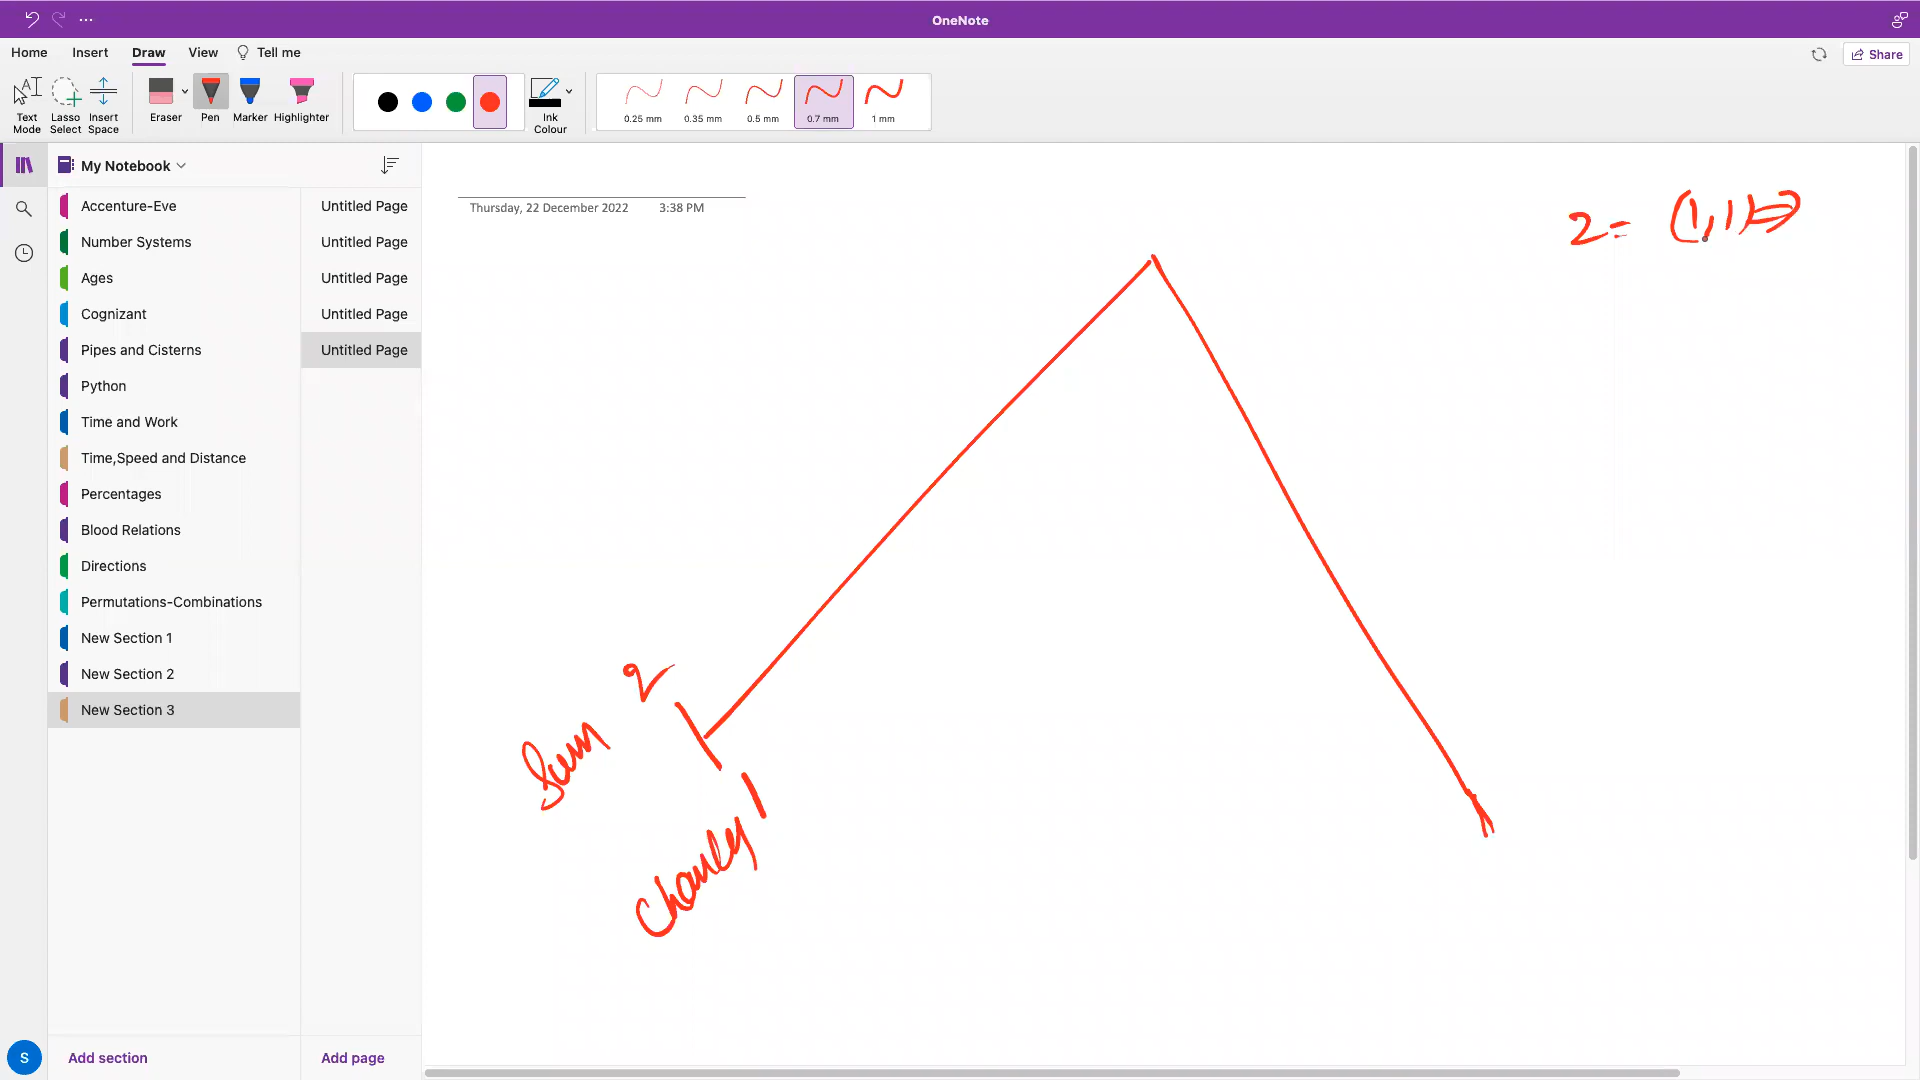 OneNote
Home Insert Draw View Tell me
Share
Text Mode
Lasso Select
Insert Space
Eraser
Pen
Marker
Highlighter
Ink Colour
0.25 mm
0.35 mm
0.5 mm
0.7 mm
1 mm
My Notebook
Accenture-Eve
Number Systems
Ages
Cognizant
Pipes and Cisterns
Python
Time and Work
Time,Speed and Distance
Percentages
Blood Relations
Directions
Permutations-Combinations
New Section 1
New Section 2
New Section 3
Untitled Page
Untitled Page
Untitled Page
Untitled Page
Untitled Page
Thursday, 22 December 2022 3:38 PM
2 = (1,1) ⇒
Sum 2
1
S
Add section
Add page